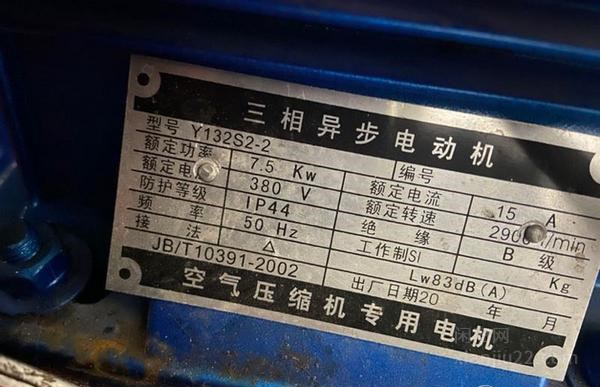 三相异步电动机
型号 Y132S2-2 编号
额定功率 7.5 Kw 额定电流 15 A
额定电 380 V 额定转速 2900 r/min
防护等级 IP44 绝缘 B 级
频率 50 Hz 工作制SI Kg
接法 △ Lw83dB(A)
JB/T10391-2002 出厂日期20 年 月
空气压缩机专用电机